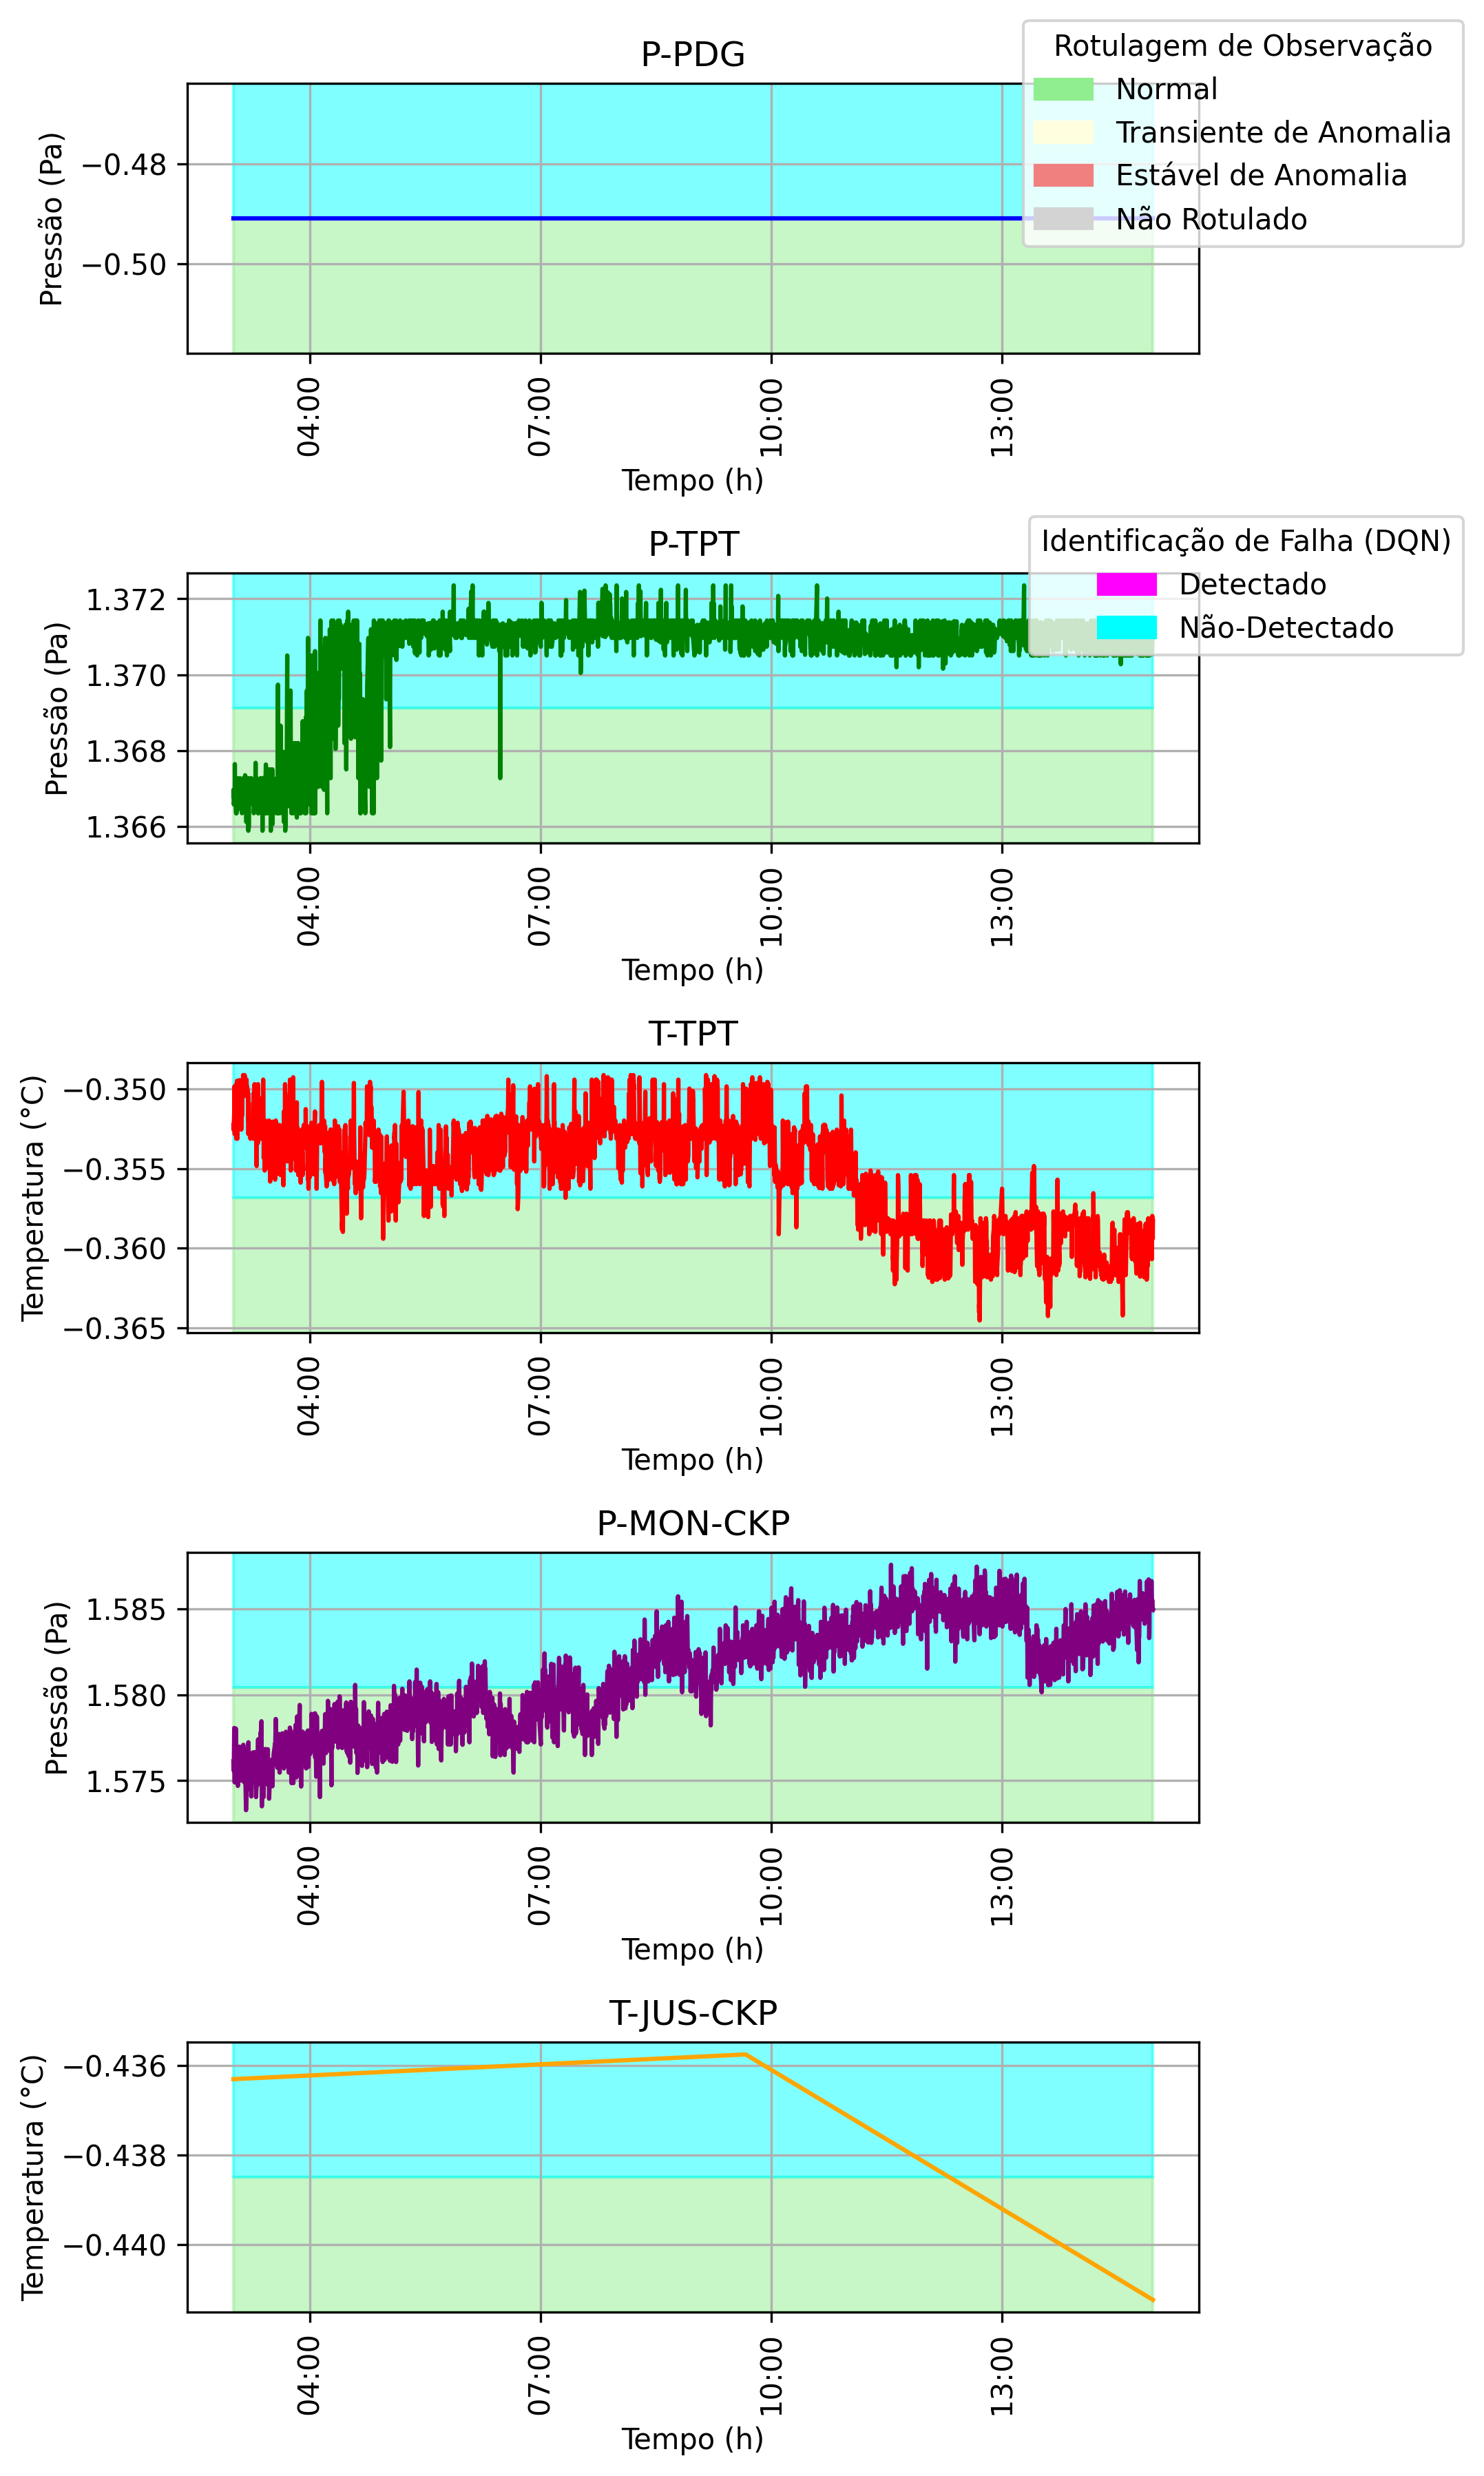 P-PDG
Rotulagem de Observação
Normal
Transiente de Anomalia
Estável de Anomalia
Não Rotulado
Pressão (Pa)
−0.48
−0.50
04:00
07:00
10:00
13:00
Tempo (h)
P-TPT
Identificação de Falha (DQN)
Detectado
Não-Detectado
Pressão (Pa)
1.372
1.370
1.368
1.366
04:00
07:00
10:00
13:00
Tempo (h)
T-TPT
Temperatura (°C)
−0.350
−0.355
−0.360
−0.365
04:00
07:00
10:00
13:00
Tempo (h)
P-MON-CKP
Pressão (Pa)
1.585
1.580
1.575
04:00
07:00
10:00
13:00
Tempo (h)
T-JUS-CKP
Temperatura (°C)
−0.436
−0.438
−0.440
04:00
07:00
10:00
13:00
Tempo (h)